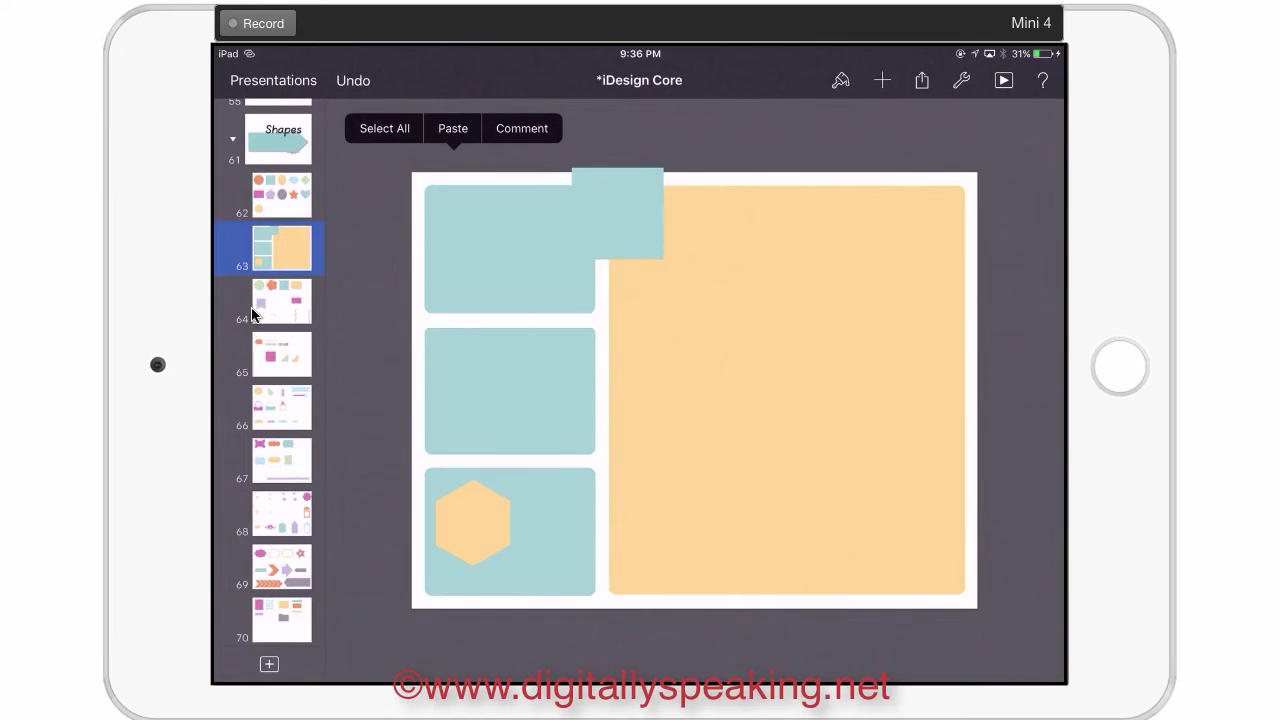 Record
Mini 4
iPad
9:36 PM
31%
Presentations
Undo
*iDesign Core
?
55
Shapes
61
Select All
Paste
Comment
62
63
64
65
66
67
68
69
70
©www.digitallyspeaking.net